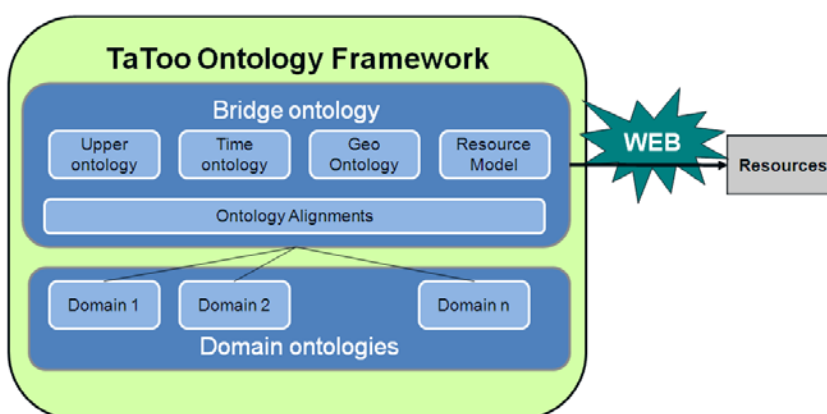 TaToo Ontology Framework
Bridge ontology
Upper
ontology
Time
ontology
Geo
Ontology
Resource
Model
Ontology Alignments
WEB
Resources
Domain 1
Domain 2
Domain n
Domain ontologies